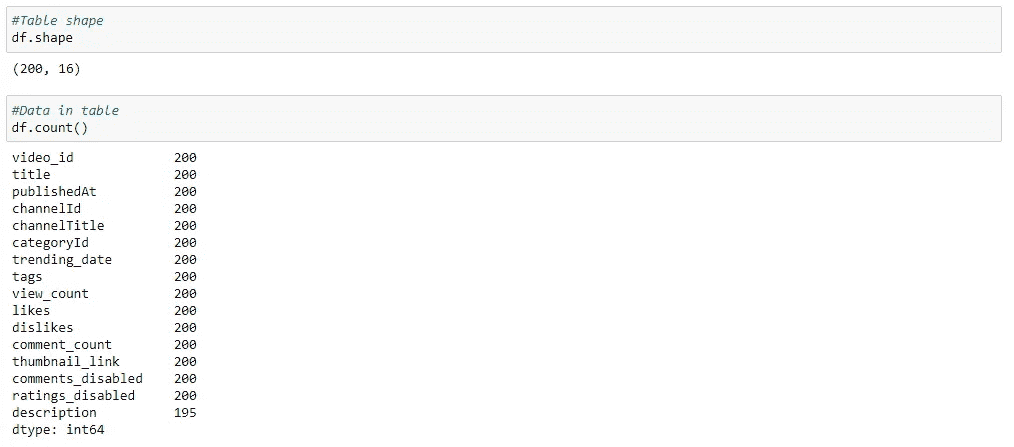 #Table shape
df.shape
(200, 16)
#Data in table
df.count()
video_id 200
title 200
publishedAt 200
channelId 200
channelTitle 200
categoryId 200
trending_date 200
tags 200
view_count 200
likes 200
dislikes 200
comment_count 200
thumbnail_link 200
comments_disabled 200
ratings_disabled 200
description 195
dtype: int64